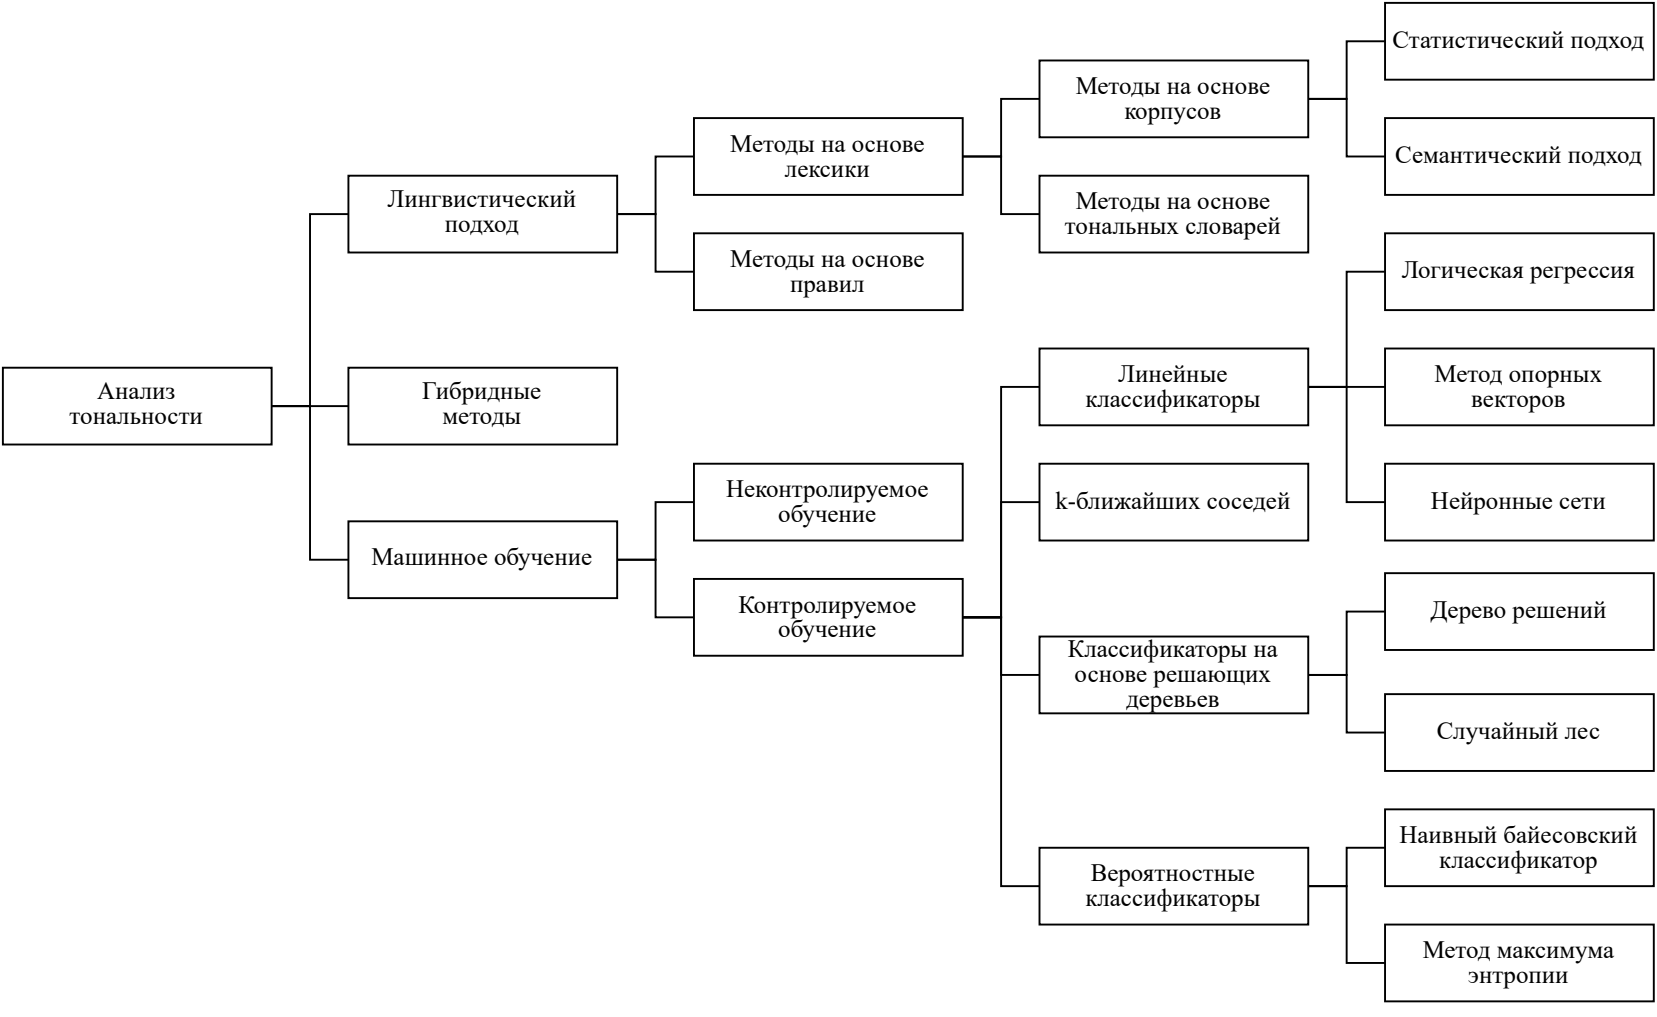 Статистический подход
Методы на основе
корпусов
Методы на основе
лексики
Семантический подход
Лингвистический
подход
Методы на основе
тональных словарей
Методы на основе
правил
Логическая регрессия
Анализ
тональности
Гибридные
методы
Линейные
классификаторы
Метод опорных
векторов
Неконтролируемое
обучение
k-ближайших соседей
Нейронные сети
Машинное обучение
Контролируемое
обучение
Дерево решений
Классификаторы на
основе решающих
деревьев
Случайный лес
Наивный байесовский
классификатор
Вероятностные
классификаторы
Метод максимума
энтропии